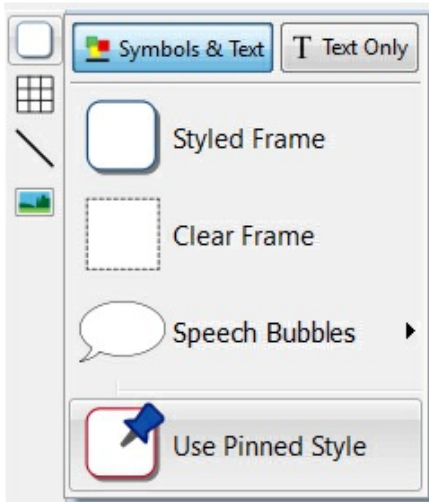 Symbols & Text
T Text Only
Styled Frame
Clear Frame
Speech Bubbles
Use Pinned Style